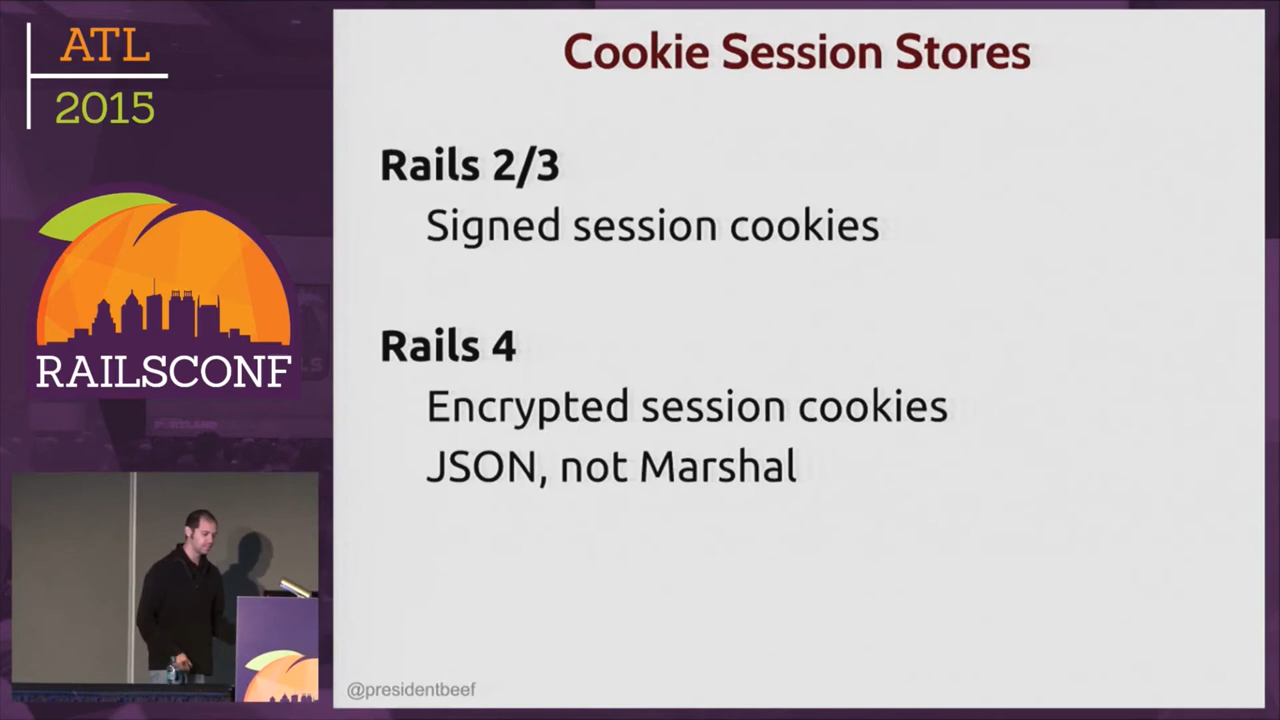 ATL
2015
RAILSCONF
Cookie Session Stores
Rails 2/3
Signed session cookies
Rails 4
Encrypted session cookies
JSON, not Marshal
@presidentbeef